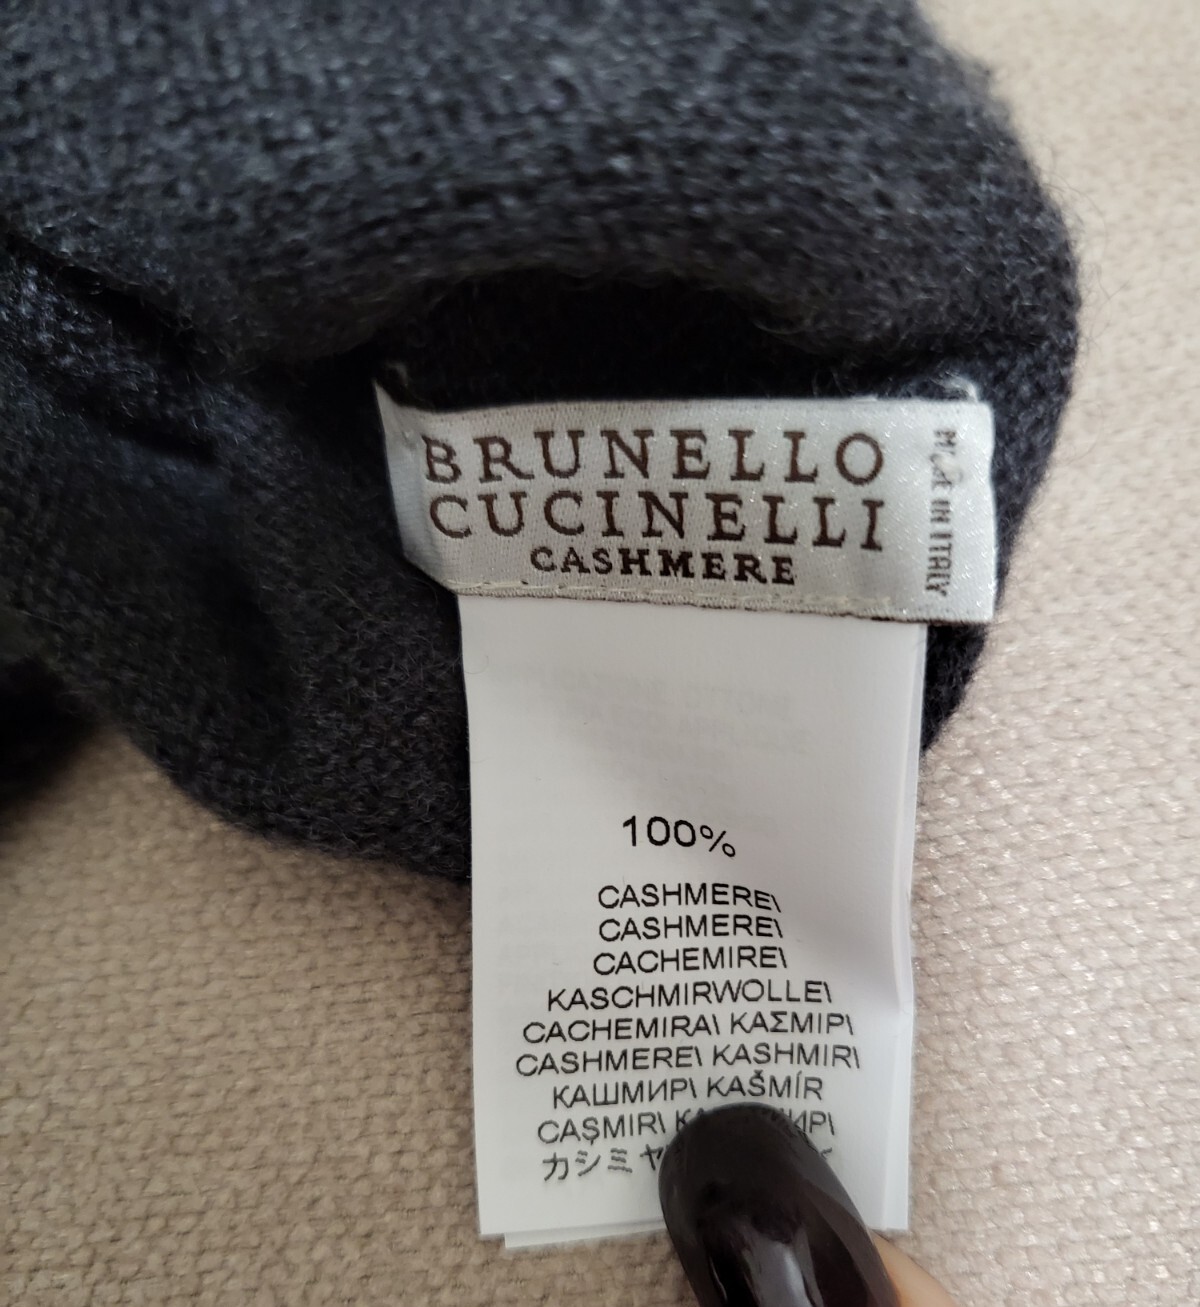 BRUNELLO
CUCINELLI
CASHMERE
IN ITALY
100%
CASHMERE\
CASHMERE\
CACHEMIRE\
KASCHMIRWOLLE\
CACHEMIRA\ ΚΑΣΜΙΡ\
CASHMERE\ KASHMIR\
КАШМИР\ KAŠMÍR
CAŞMIR\
カシミヤ